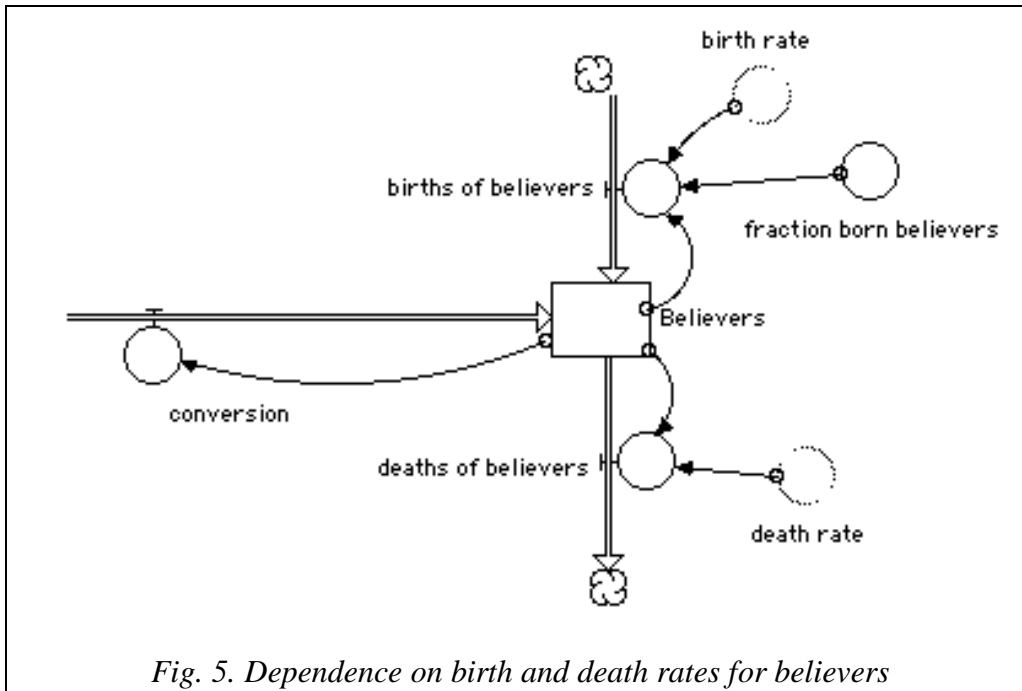 birth rate
births of believers
fraction born believers
Believers
conversion
deaths of believers
death rate
Fig. 5. Dependence on birth and death rates for believers